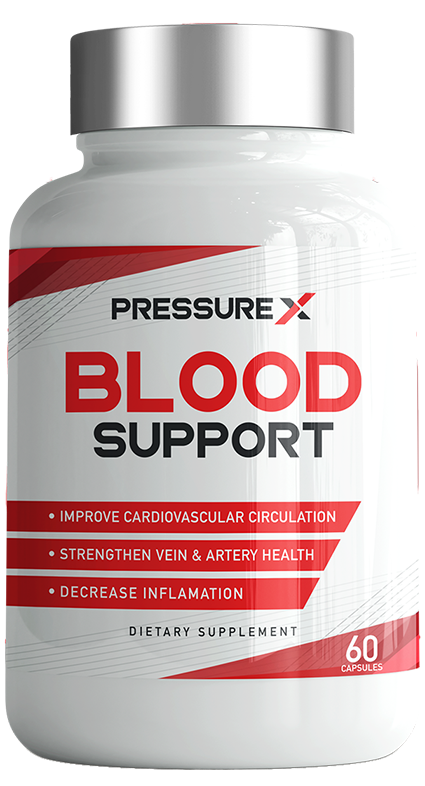 PRESSURE X
BLOOD
SUPPORT
• IMPROVE CARDIOVASCULAR CIRCULATION
• STRENGTHEN VEIN & ARTERY HEALTH
• DECREASE INFLAMATION
DIETARY SUPPLEMENT
60
CAPSULES